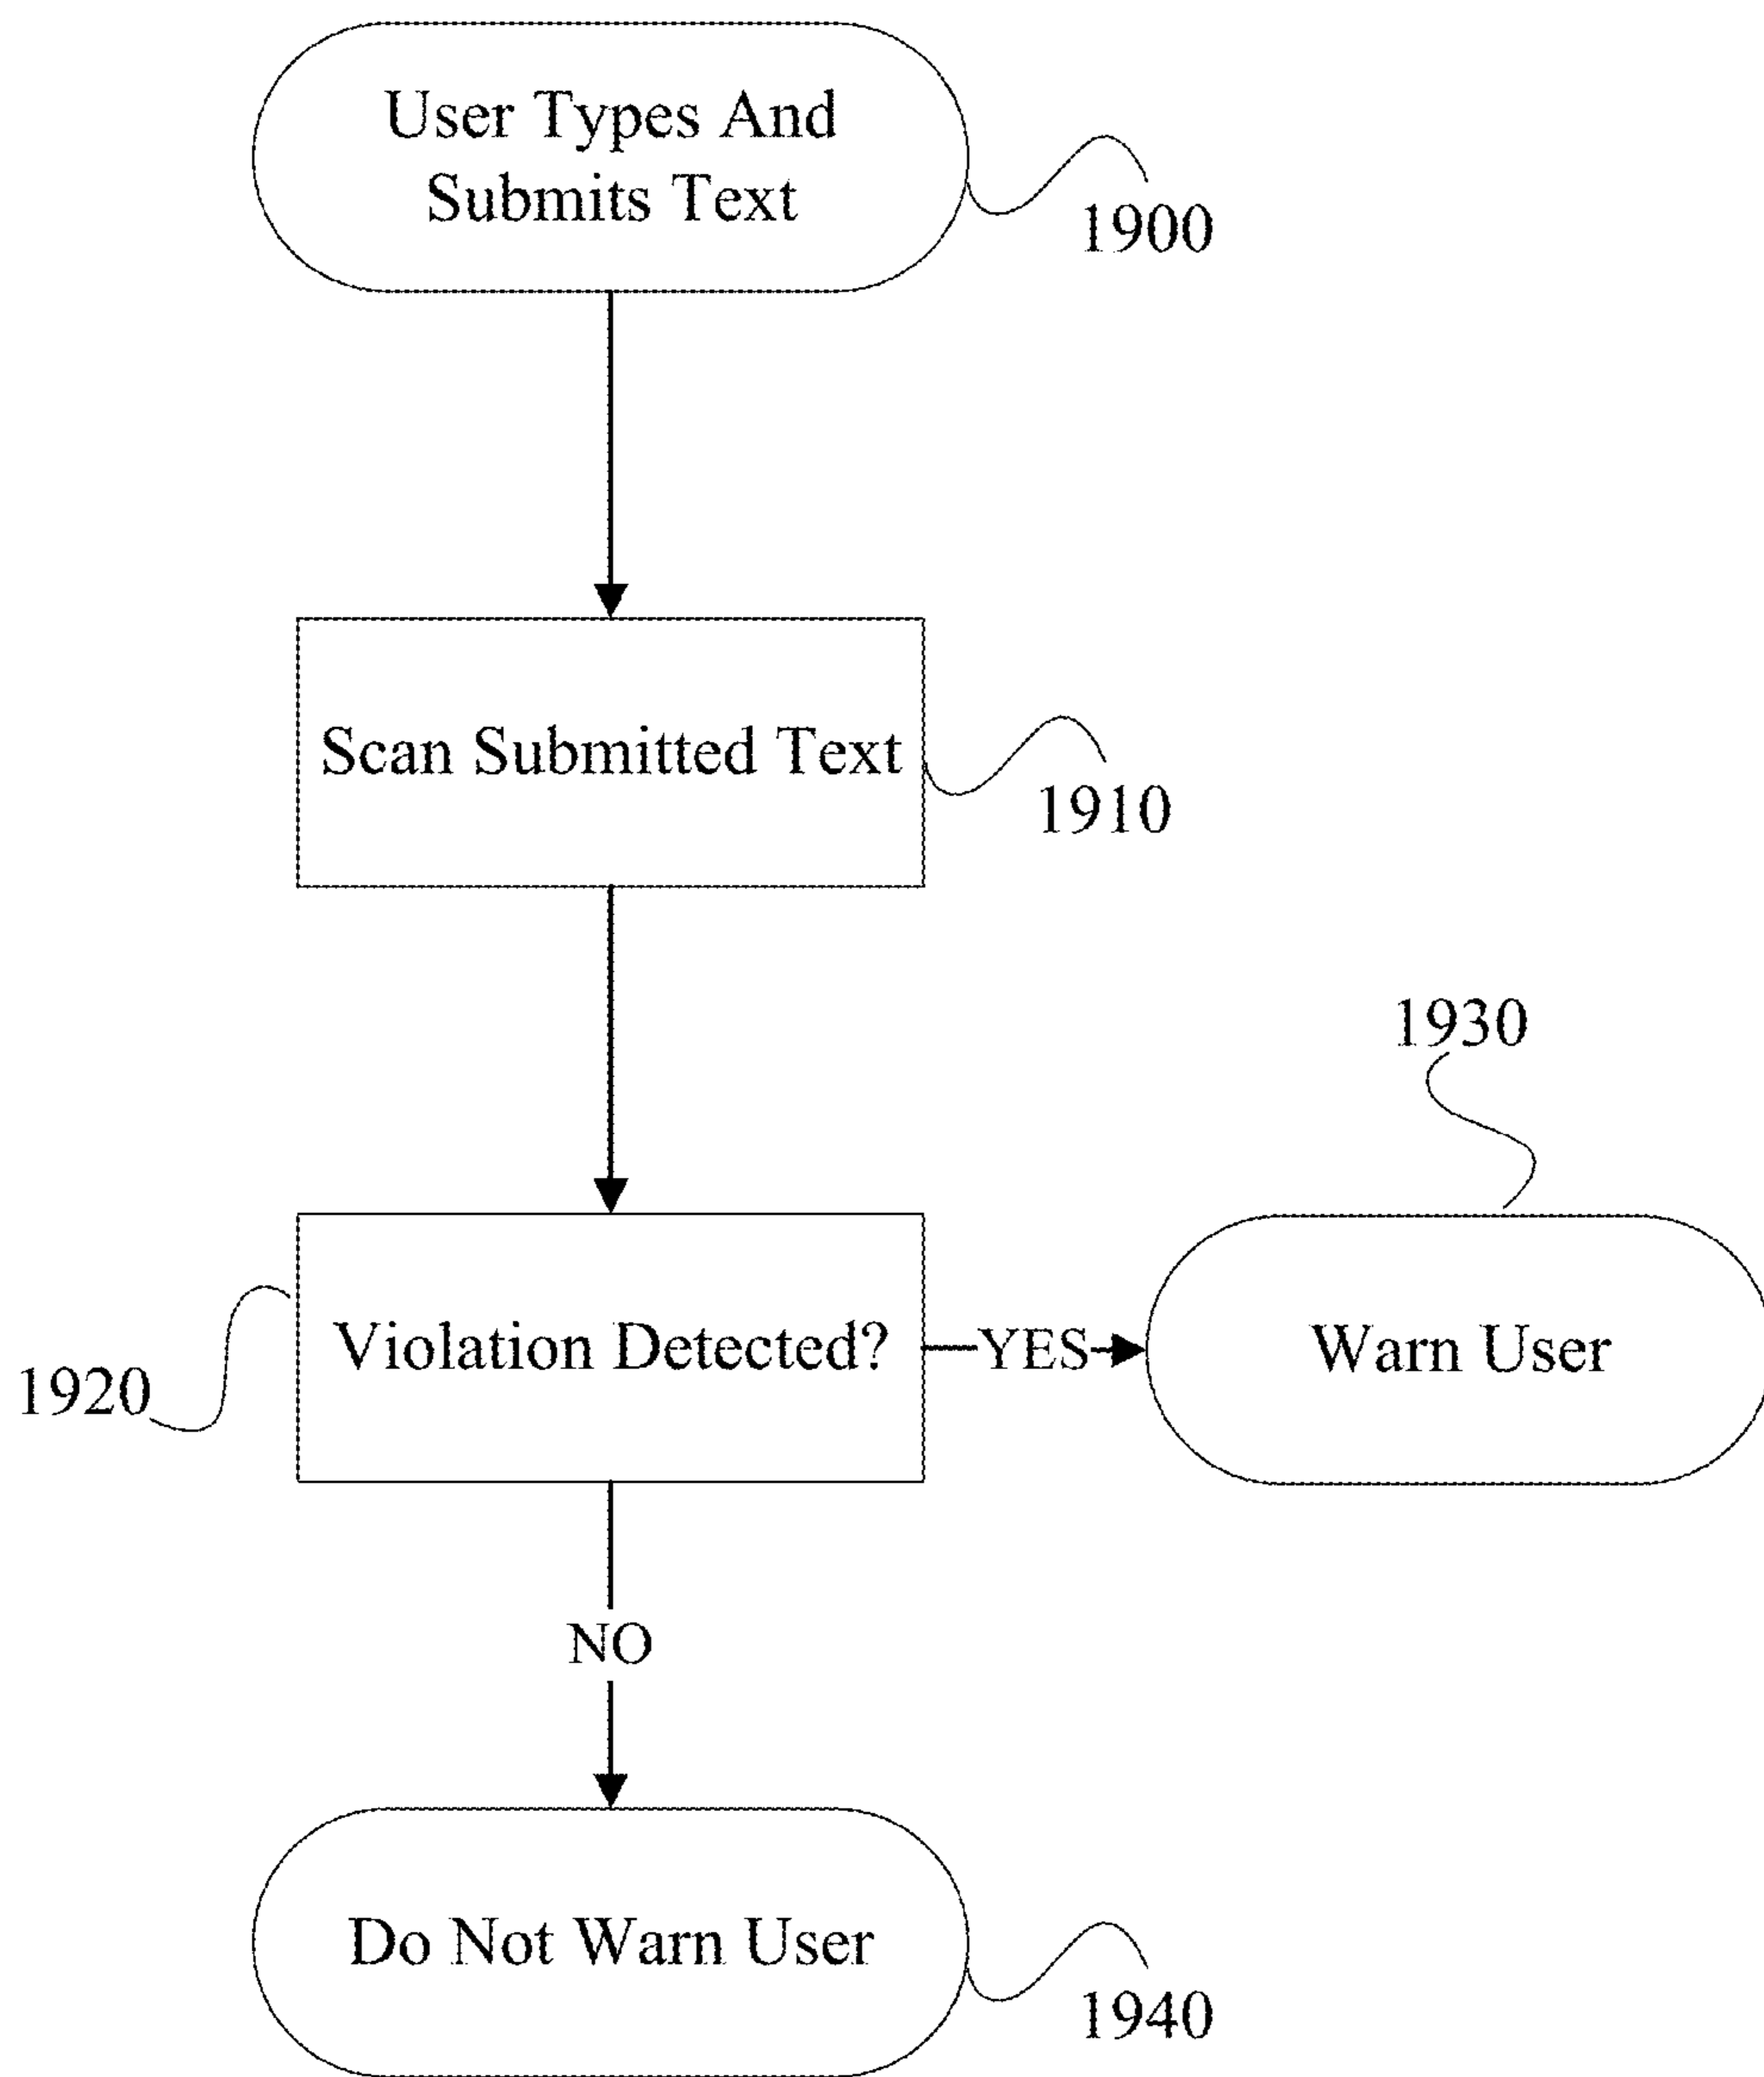 User Types And
Submits Text
1900
Scan Submitted Text
1910
1930
Violation Detected?
YES
Warn User
1920
NO
Do Not Warn User
1940